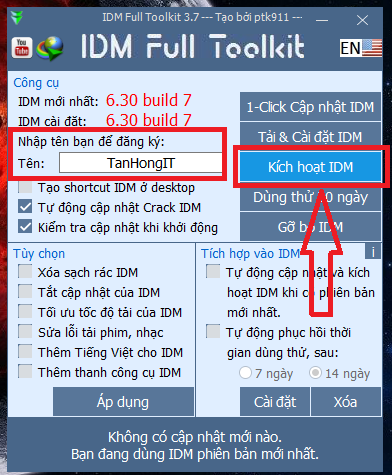 IDM Full Toolkit 3.7 --- Tạo bởi ptk911 ---
You
Tube
IDM Full Toolkit
EN
Công cụ
IDM mới nhất: 6.30 build 7
IDM cài đặt: 6.30 build 7
Nhập tên bạn để đăng ký:
Tên: TanHongIT
Tạo shortcut IDM ở desktop
Tự động cập nhật Crack IDM
Kiểm tra cập nhật khi khởi động
1-Click Cập nhật IDM
Tải & Cài đặt IDM
Kích hoạt IDM
Dùng thử 30 ngày
Gỡ bỏ IDM
Tùy chọn
Xóa sạch rác IDM
Tắt cập nhật của IDM
Tối ưu tốc độ tải của IDM
Sửa lỗi tải phim, nhạc
Thêm Tiếng Việt cho IDM
Thêm thanh công cụ IDM
Áp dụng
Tích hợp vào IDM
i
Tự động cập nhật và kích
hoạt IDM khi có phiên bản
mới nhất.
Tự động phục hồi thời
gian dùng thử, sau:
7 ngày 14 ngày
Cài đặt Xóa
Không có cập nhật mới nào.
Bạn đang dùng IDM phiên bản mới nhất.